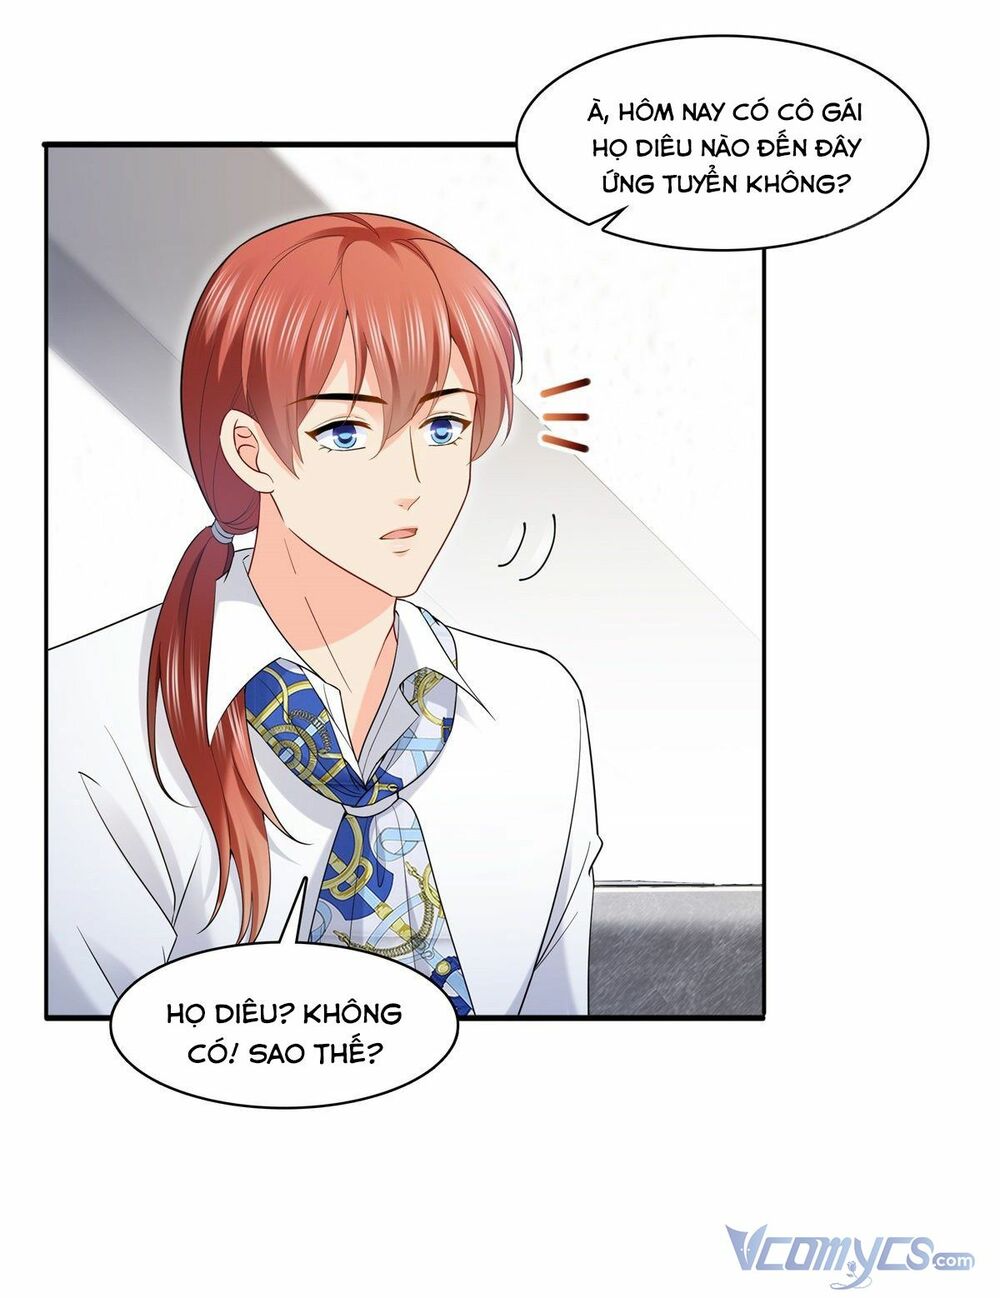 À, HÔM NAY CÓ CÔ GÁI
HỌ DIÊU NÀO ĐẾN ĐÂY
ỨNG TUYỂN KHÔNG?
HỌ DIÊU? KHÔNG
CÓ! SAO THẾ?
Vcomycs.com